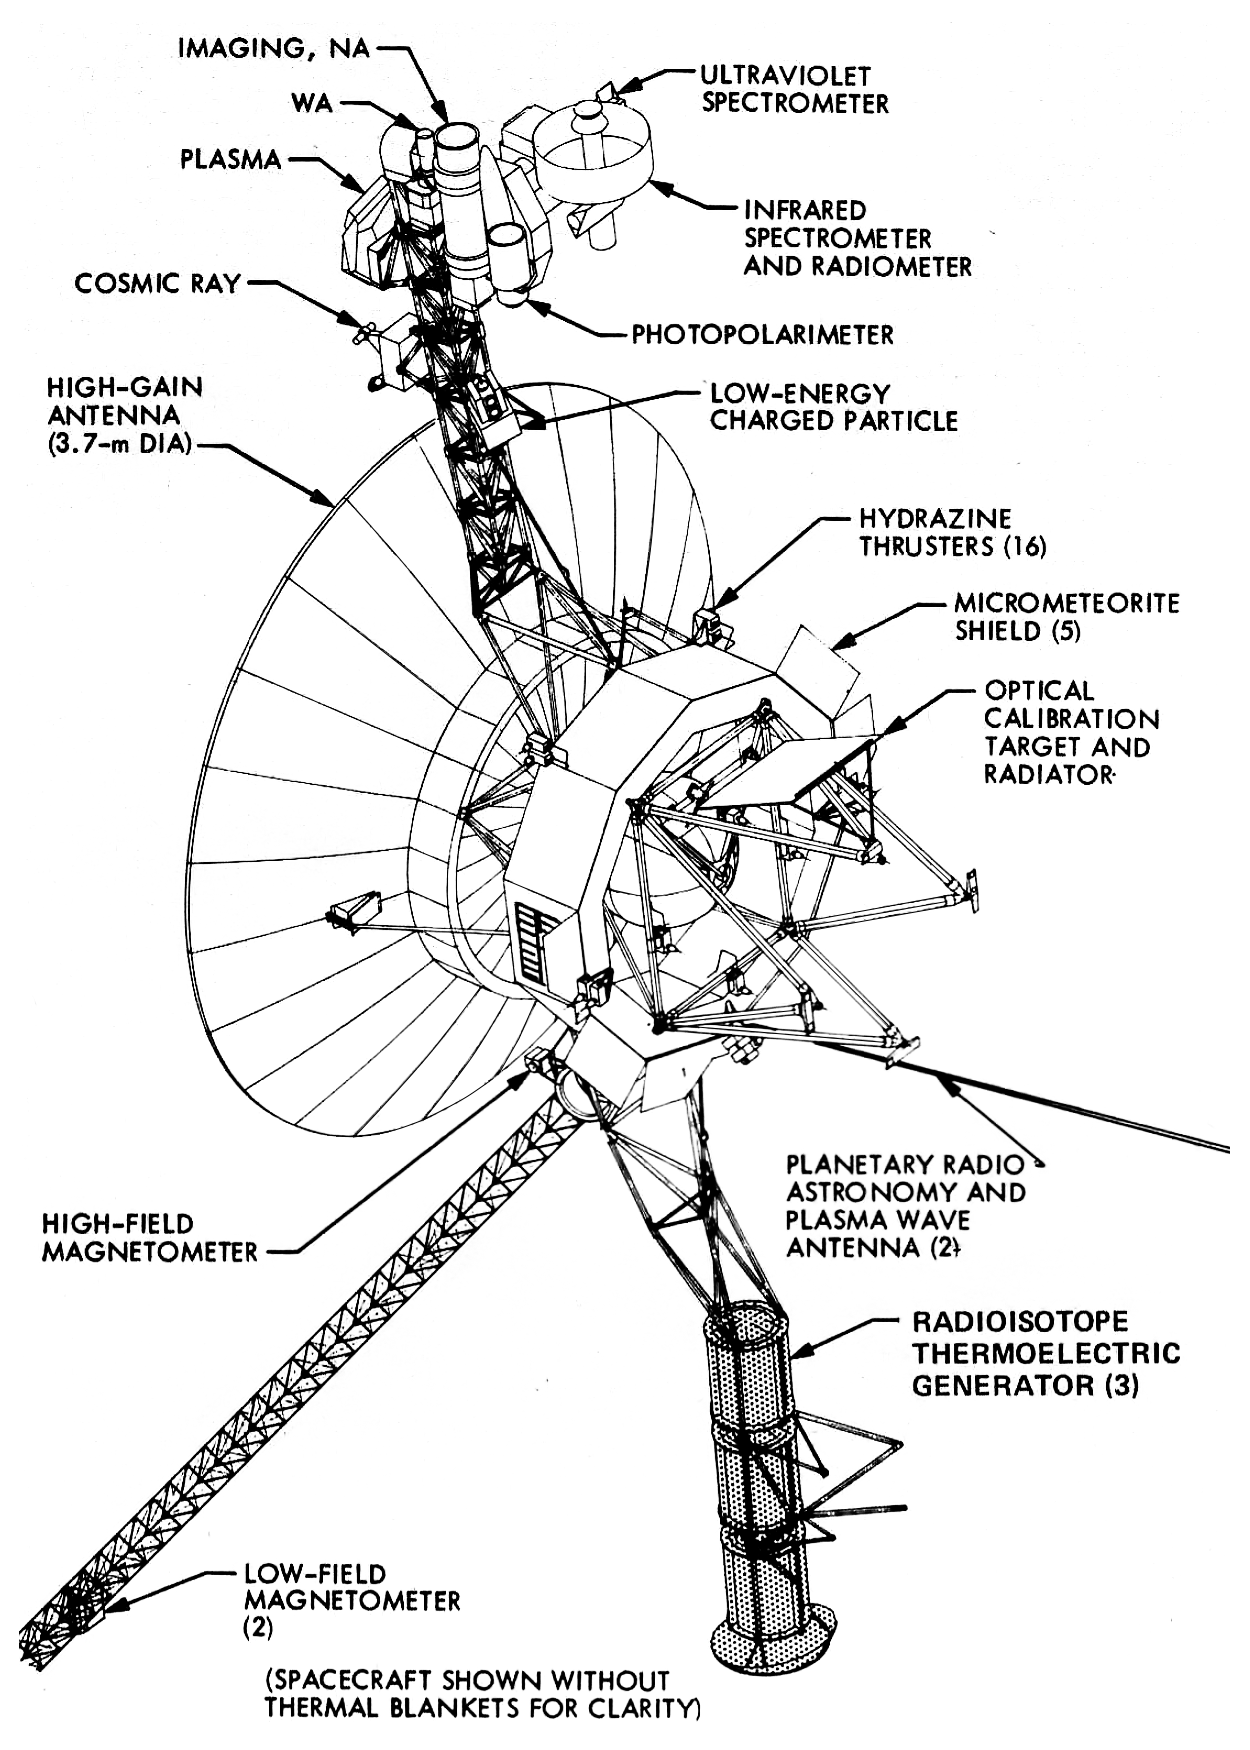 IMAGING, NA
WA
PLASMA
COSMIC RAY
HIGH-GAIN
ANTENNA
(3.7-m DIA)
ULTRAVIOLET
SPECTROMETER
INFRARED
SPECTROMETER
AND RADIOMETER
PHOTOPOLARIMETER
LOW-ENERGY
CHARGED PARTICLE
HYDRAZINE
THRUSTERS (16)
MICROMETEORITE
SHIELD (5)
OPTICAL
CALIBRATION
TARGET AND
RADIATOR
PLANETARY RADIO
ASTRONOMY AND
PLASMA WAVE
ANTENNA (2)
HIGH-FIELD
MAGNETOMETER
RADIOISOTOPE
THERMOELECTRIC
GENERATOR (3)
LOW-FIELD
MAGNETOMETER
(2)
(SPACECRAFT SHOWN WITHOUT
THERMAL BLANKETS FOR CLARITY)